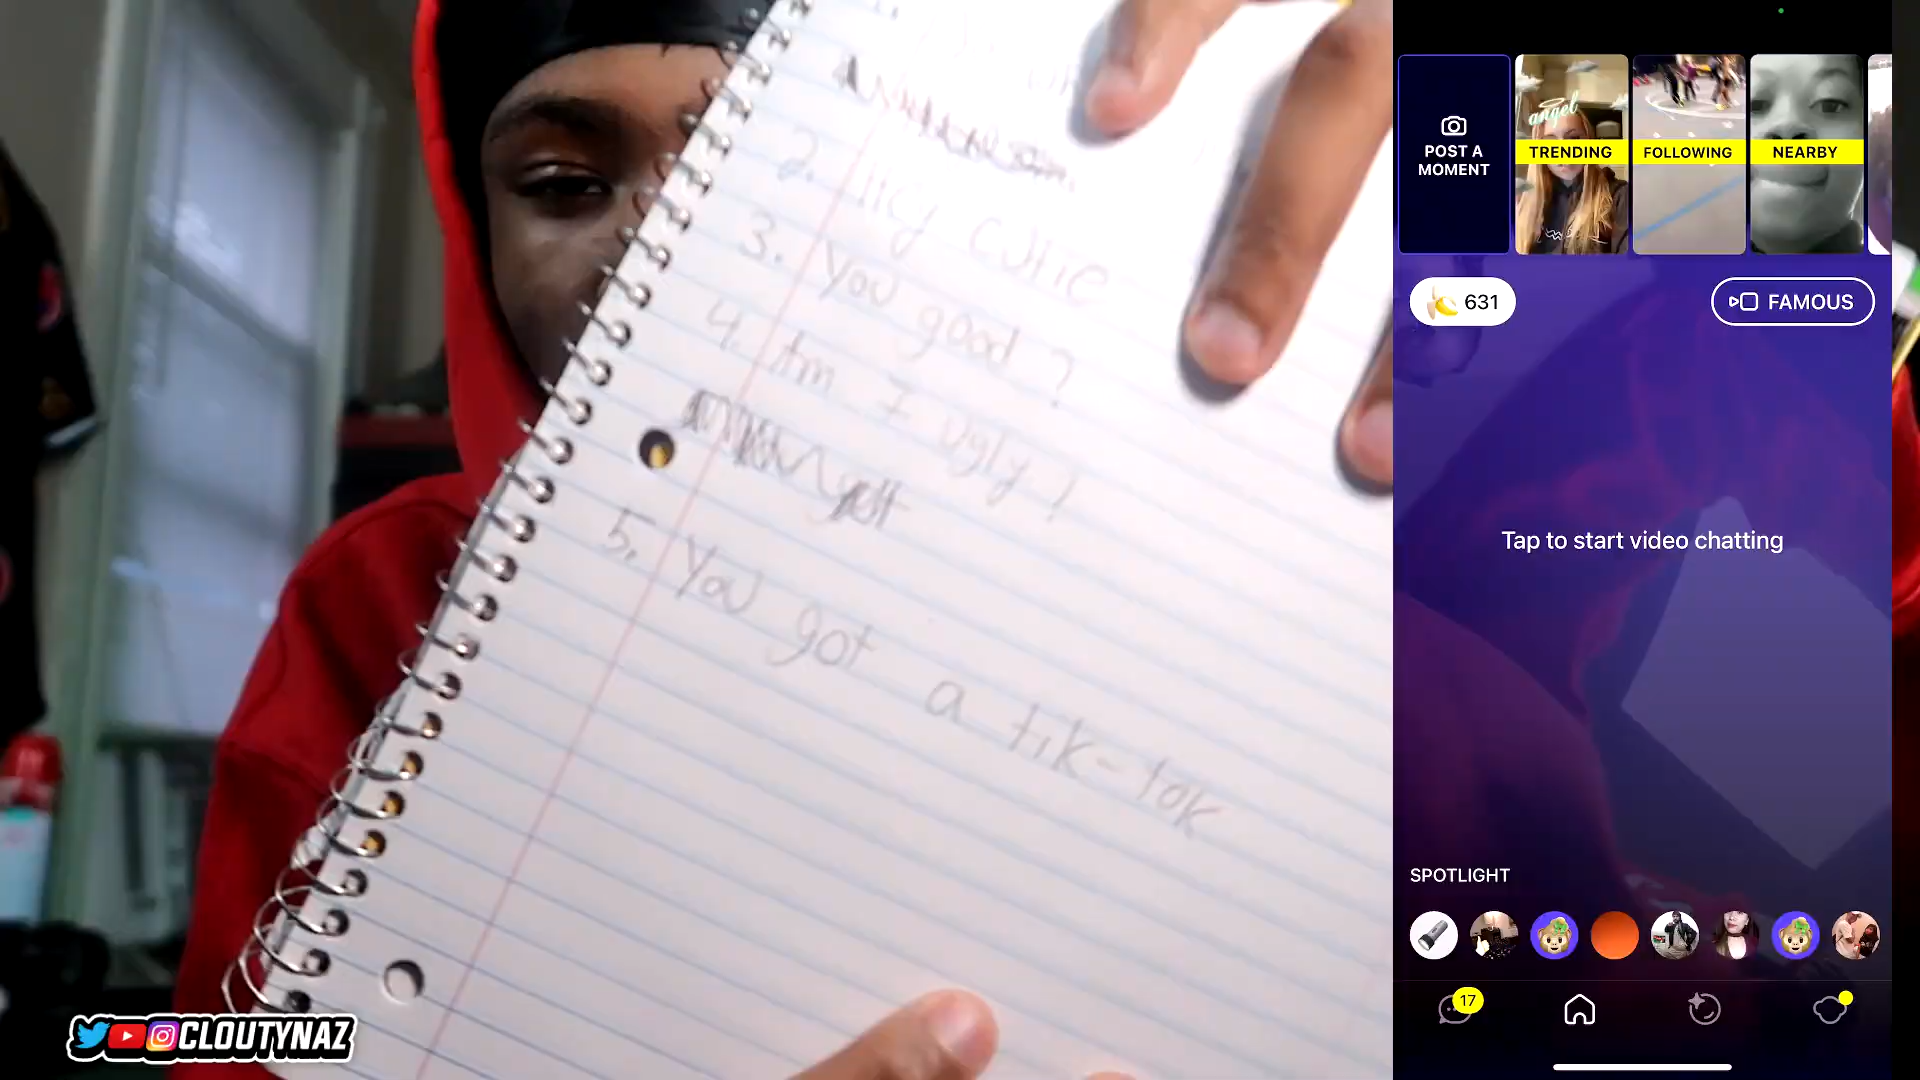 2. Hey Cutie
3. You good ?
4. Am I ugly ?
5. You got a tik-tok
CLOUTYNAZ
POST A
MOMENT
angel
TRENDING
FOLLOWING
NEARBY
631
FAMOUS
Tap to start video chatting
SPOTLIGHT
17